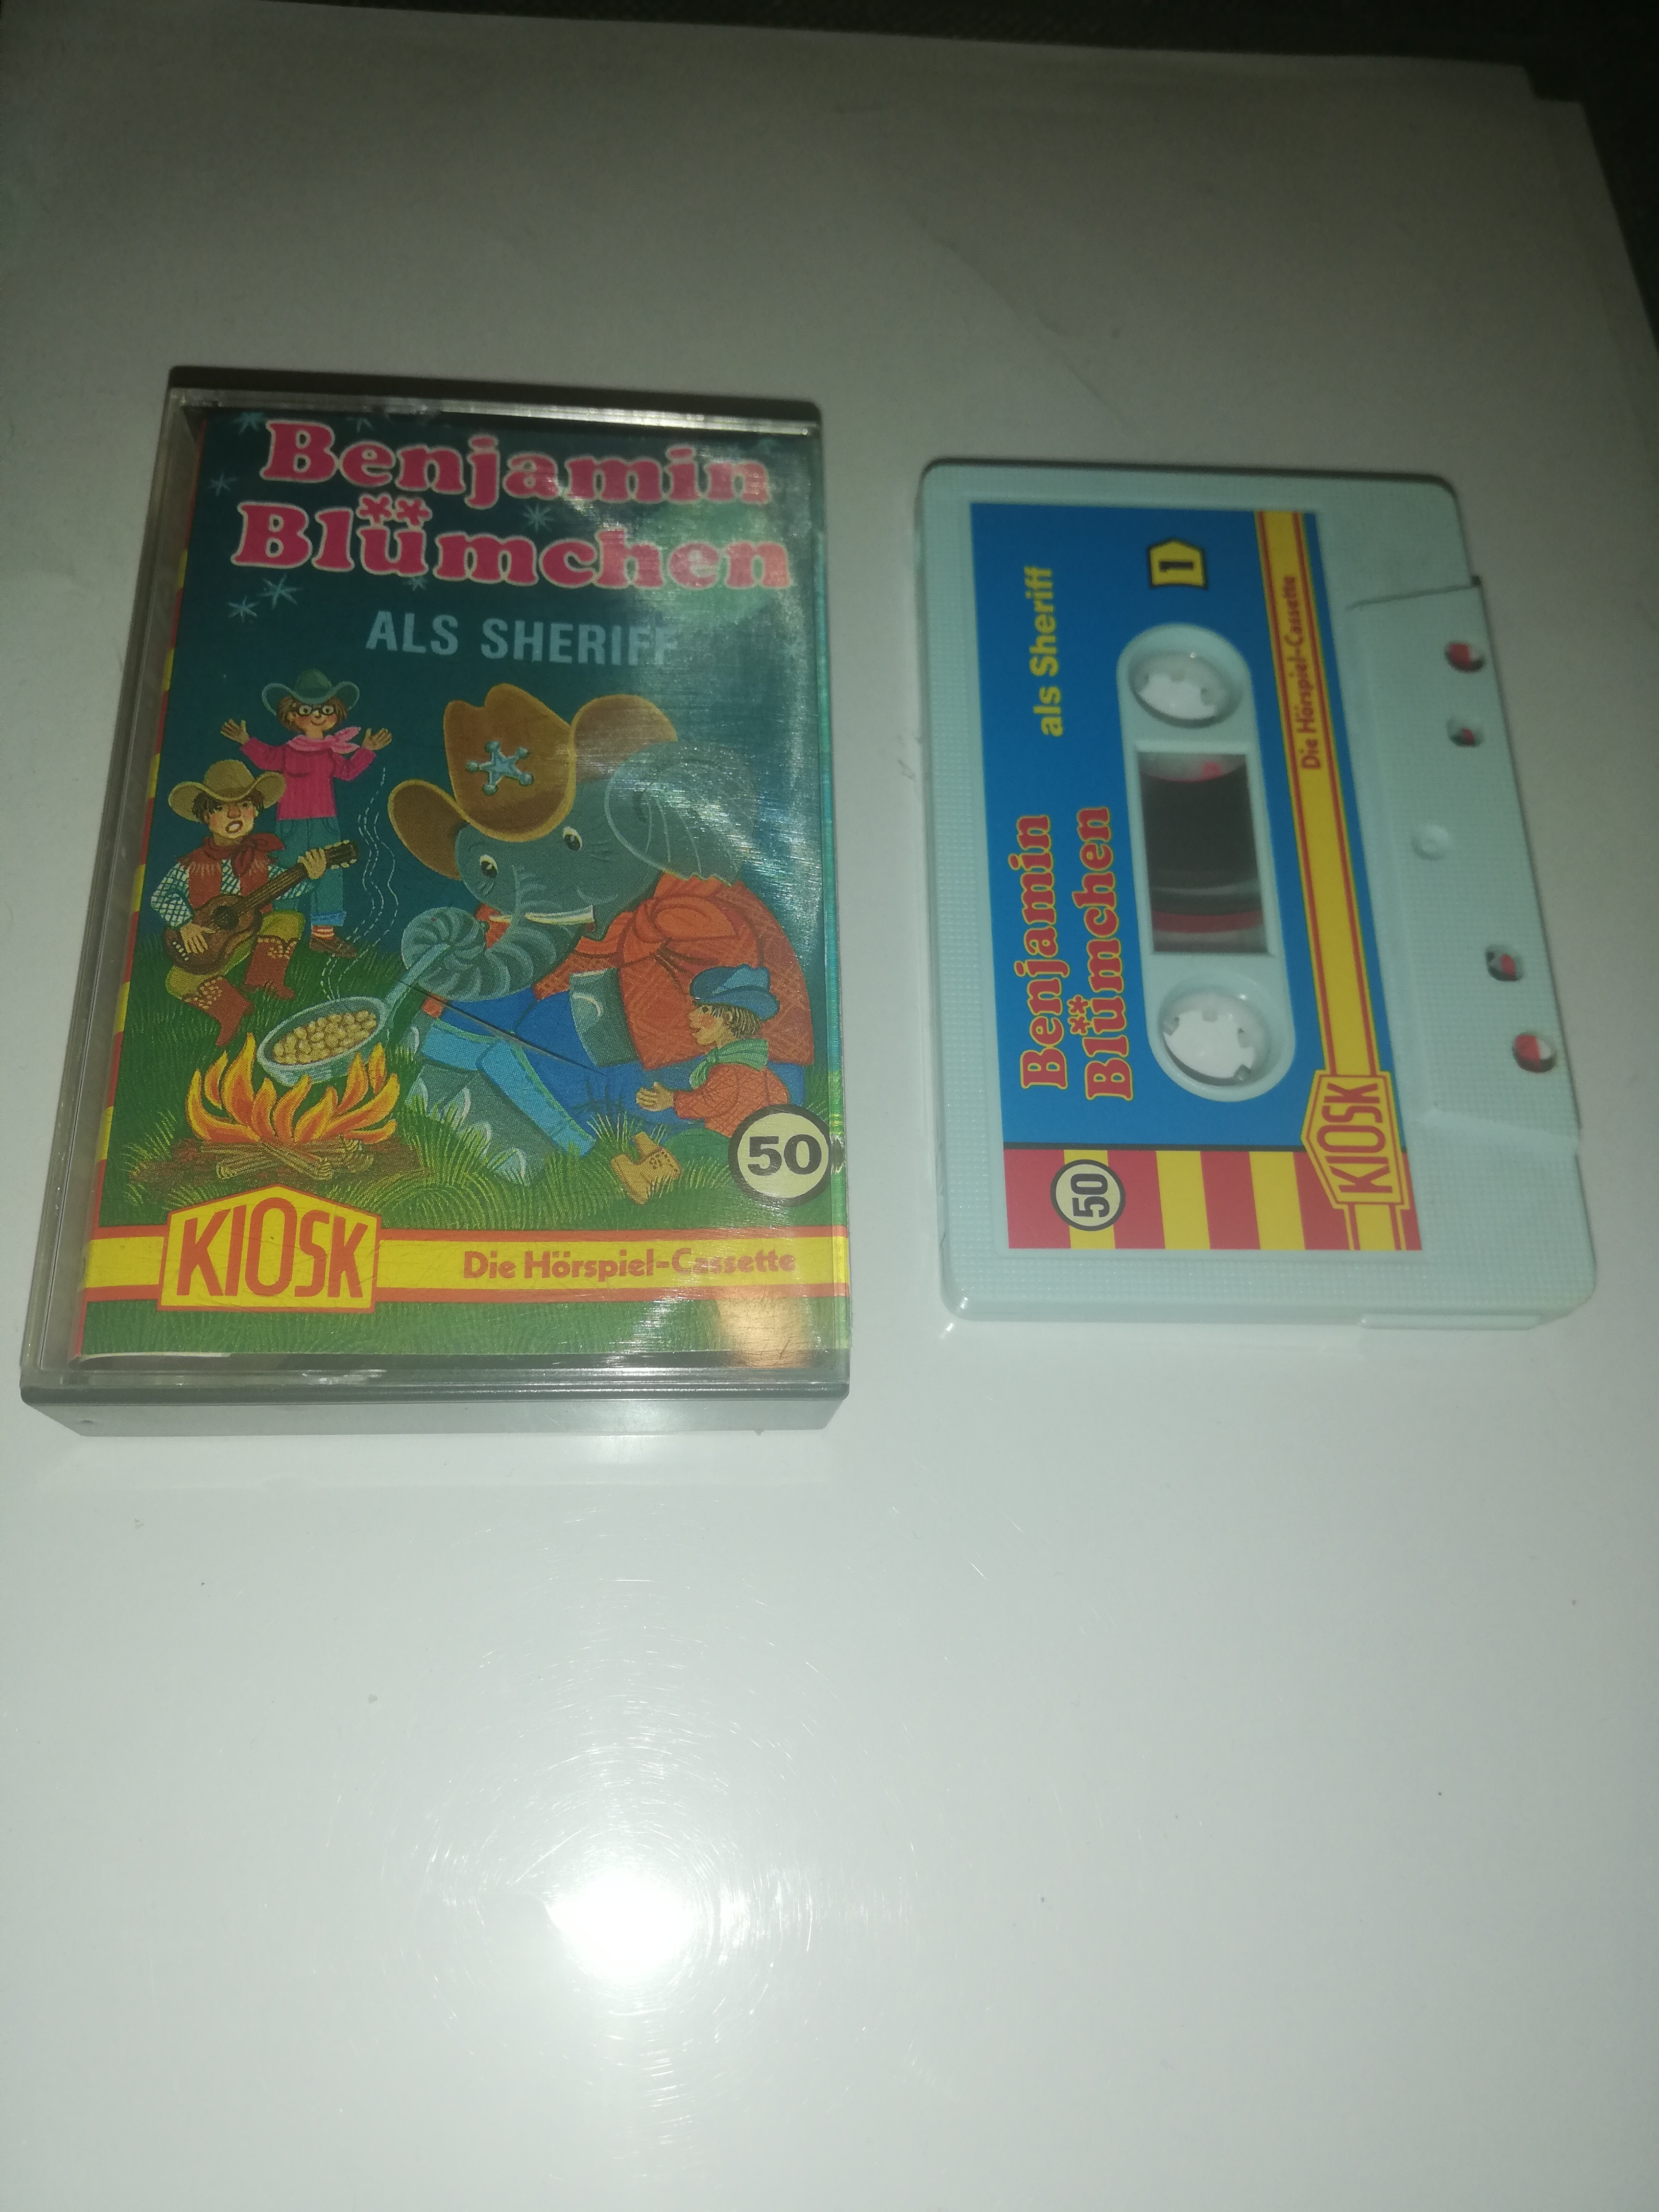 Benjamin
Blümchen
ALS SHERIFF
50
KIOSK
Die Hörspiel-Cassette
Benjamin
Blümchen
als Sheriff
1
50
KIOSK
Die Hörspiel-Cassette